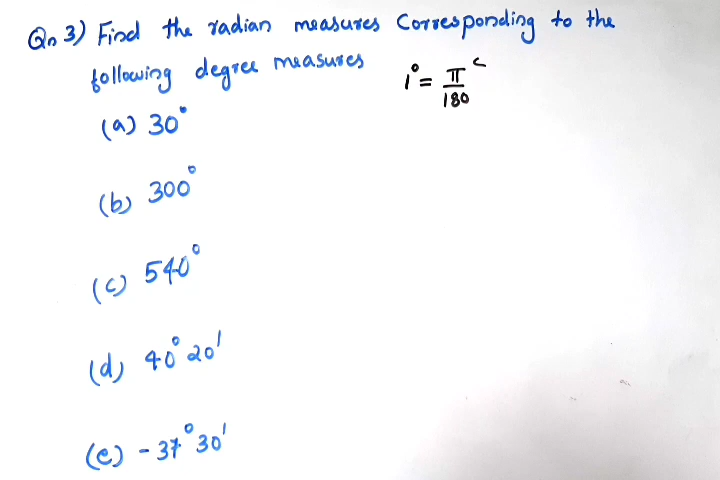 Qn 3) Find the radian measures Corresponding to the
following degree measures 1° = π/180 ᶜ
(a) 30°
(b) 300°
(c) 540°
(d) 40° 20'
(e) -37° 30'